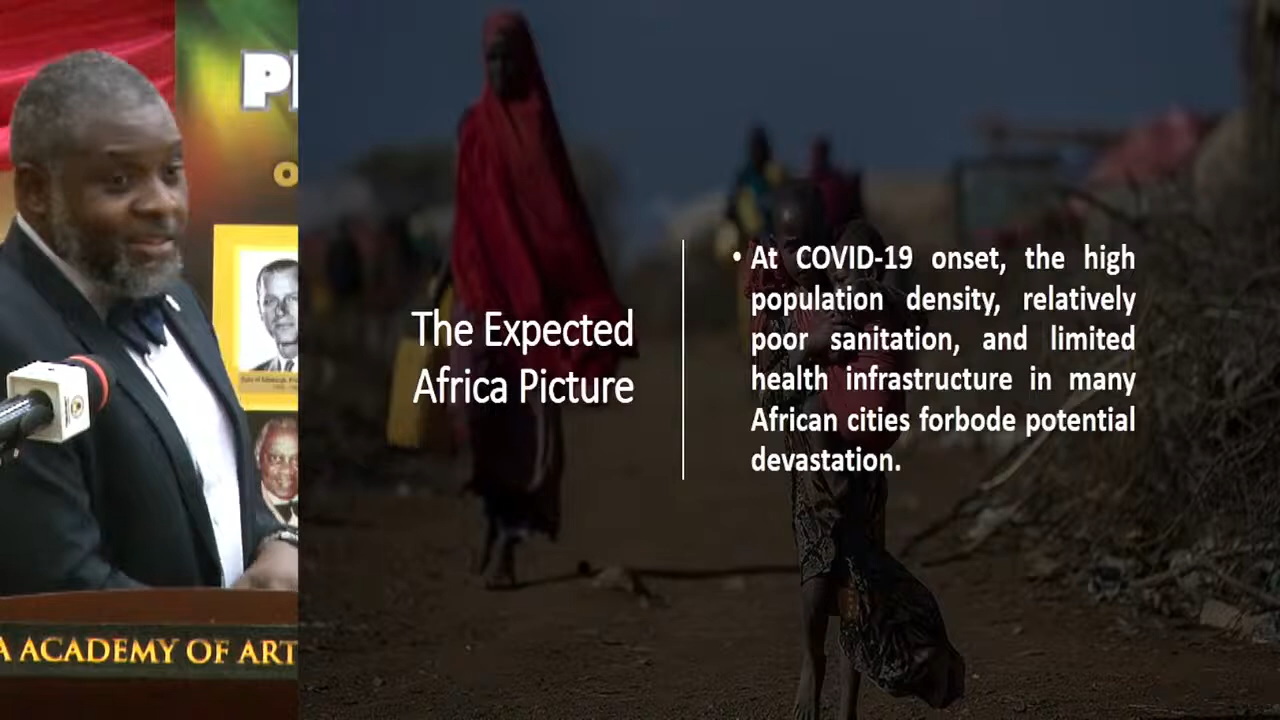 The Expected
Africa Picture
• At COVID-19 onset, the high
population density, relatively
poor sanitation, and limited
health infrastructure in many
African cities forbode potential
devastation.
A ACADEMY OF ART